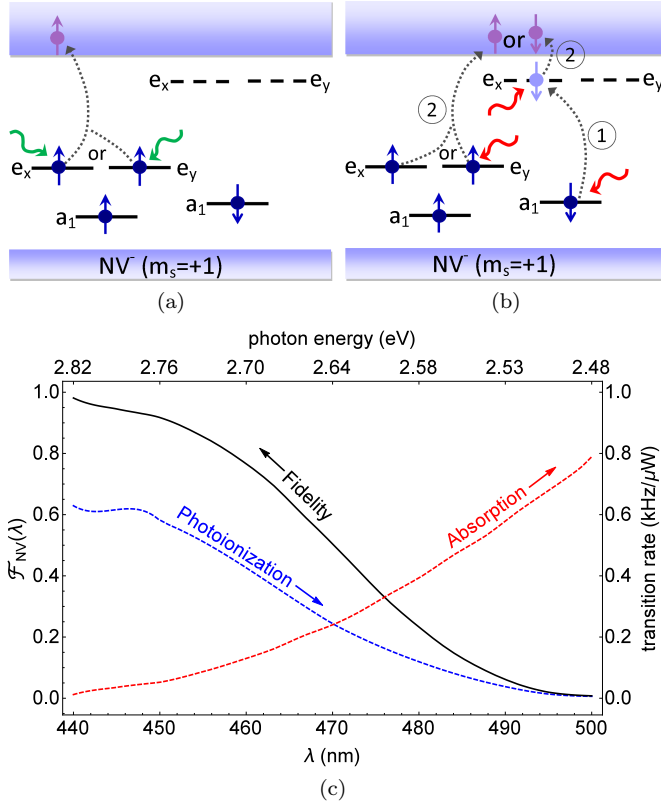 e_x e_y
or
e_x e_y
a_1 a_1
NV⁻ (m_s=+1)
(a)
or
2
e_x e_y
2
1
e_x or e_y
a_1 a_1
NV⁻ (m_s=+1)
(b)
photon energy (eV)
2.82 2.76 2.70 2.64 2.58 2.53 2.48
1.0 0.8 0.6 0.4 0.2 0.0
ℱ_NV(λ)
Fidelity
Photoionization
Absorption
1.0 0.8 0.6 0.4 0.2 0.0
transition rate (kHz/μW)
440 450 460 470 480 490 500
λ (nm)
(c)